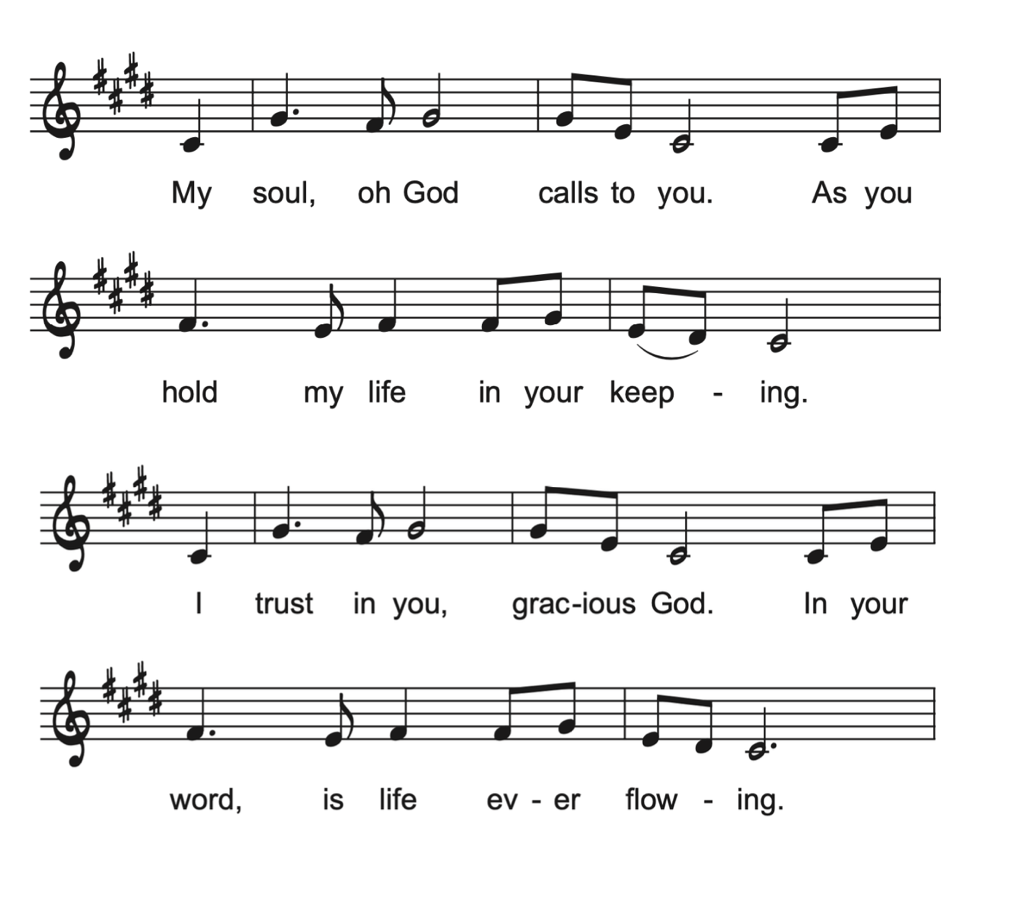 My soul, oh God calls to you. As you
hold my life in your keep - ing.
I trust in you, grac-ious God. In your
word, is life ev - er flow - ing.